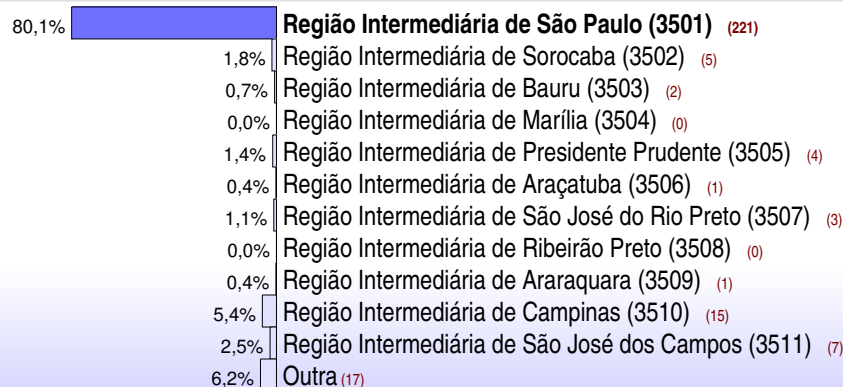 80,1% Região Intermediária de São Paulo (3501) (221)
1,8% Região Intermediária de Sorocaba (3502) (5)
0,7% Região Intermediária de Bauru (3503) (2)
0,0% Região Intermediária de Marília (3504) (0)
1,4% Região Intermediária de Presidente Prudente (3505) (4)
0,4% Região Intermediária de Araçatuba (3506) (1)
1,1% Região Intermediária de São José do Rio Preto (3507) (3)
0,0% Região Intermediária de Ribeirão Preto (3508) (0)
0,4% Região Intermediária de Araraquara (3509) (1)
5,4% Região Intermediária de Campinas (3510) (15)
2,5% Região Intermediária de São José dos Campos (3511) (7)
6,2% Outra (17)